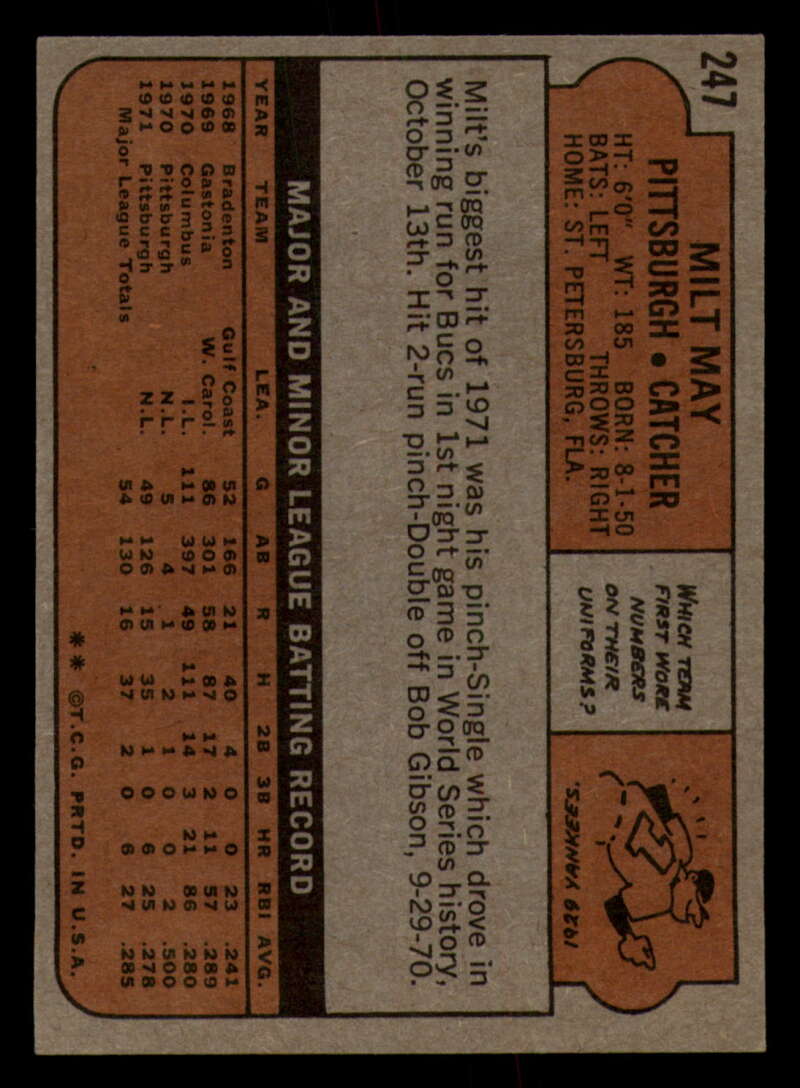 247
MILT MAY
PITTSBURGH • CATCHER
HT: 6'0" WT: 185 BORN: 8-1-50
BATS: LEFT THROWS: RIGHT
HOME: ST. PETERSBURG, FLA.
WHICH TEAM
FIRST WORE
NUMBERS
ON THEIR
UNIFORMS?
1929 YANKEES.
Milt's biggest hit of 1971 was his pinch-Single which drove in
winning run for Bucs in 1st night game in World Series history,
October 13th. Hit 2-run pinch-Double off Bob Gibson, 9-29-70.
MAJOR AND MINOR LEAGUE BATTING RECORD
YEAR TEAM LEA. G AB R H 2B 3B HR RBI AVG.
1968 Bradenton Gulf Coast 52 166 21 40 4 0 0 23 .241
1969 Gastonia W. Carol. 86 301 58 87 17 2 11 57 .289
1970 Columbus I.L. 111 397 49 111 14 3 21 86 .280
1970 Pittsburgh N.L. 5 4 1 2 1 0 0 2 .500
1971 Pittsburgh N.L. 49 126 15 35 1 0 6 25 .278
Major League Totals 54 130 16 37 2 0 6 27 .285
** ©T.C.G. PRTD. IN U.S.A.